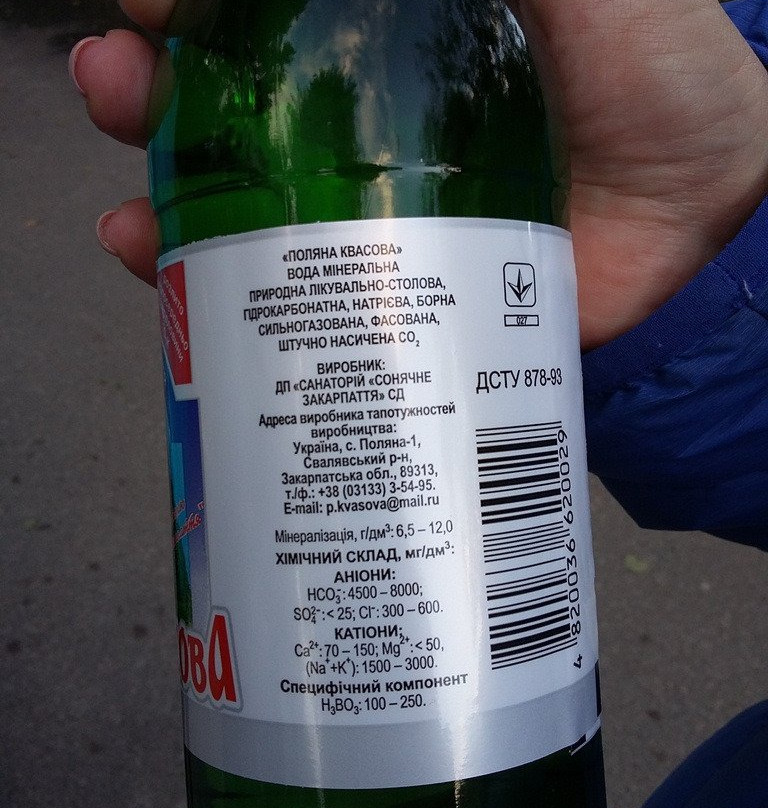 «ПОЛЯНА КВАСОВА»
ВОДА МІНЕРАЛЬНА
ПРИРОДНА ЛІКУВАЛЬНО-СТОЛОВА,
ГІДРОКАРБОНАТНА, НАТРІЄВА, БОРНА
СИЛЬНОГАЗОВАНА, ФАСОВАНА,
ШТУЧНО НАСИЧЕНА CO₂
ВИРОБНИК:
ДП «САНАТОРІЙ «СОНЯЧНЕ
ЗАКАРПАТТЯ» СД
Адреса виробника тапотужностей
виробництва:
Україна, с. Поляна-1,
Свалявський р-н,
Закарпатська обл., 89313,
т./ф.: +38 (03133) 3-54-95.
E-mail: p.kvasova@mail.ru
Мінералізація, г/дм³: 6,5 – 12,0
ХІМІЧНИЙ СКЛАД, мг/дм³:
АНІОНИ:
HCO₃⁻: 4500 – 8000;
SO₄²⁻: < 25; Cl⁻: 300 – 600.
КАТІОНИ:
Ca²⁺: 70 – 150; Mg²⁺: < 50,
(Na⁺+K⁺): 1500 – 3000.
Специфічний компонент
H₃BO₃: 100 – 250.
027
ДСТУ 878-93
4 820036 620029
ОВА